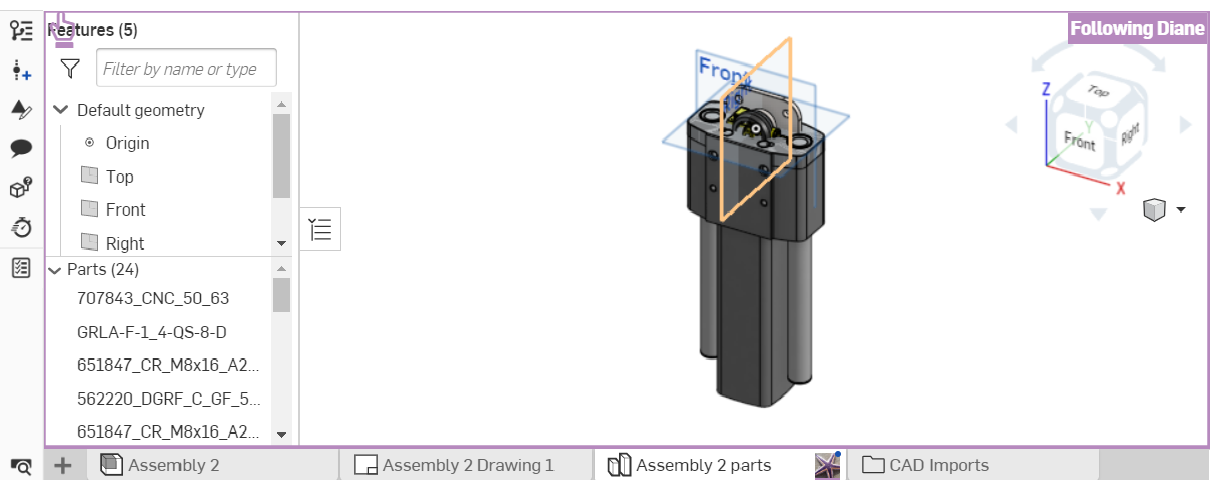 Features (5)
Following Diane
Filter by name or type
Default geometry
Origin
Top
Front
Right
Parts (24)
707843_CNC_50_63
GRLA-F-1_4-QS-8-D
651847_CR_M8x16_A2...
562220_DGRF_C_GF_5...
651847_CR_M8x16_A2...
Front
Z
Top
Y
Front
Right
X
Assembly 2
Assembly 2 Drawing 1
Assembly 2 parts
CAD Imports